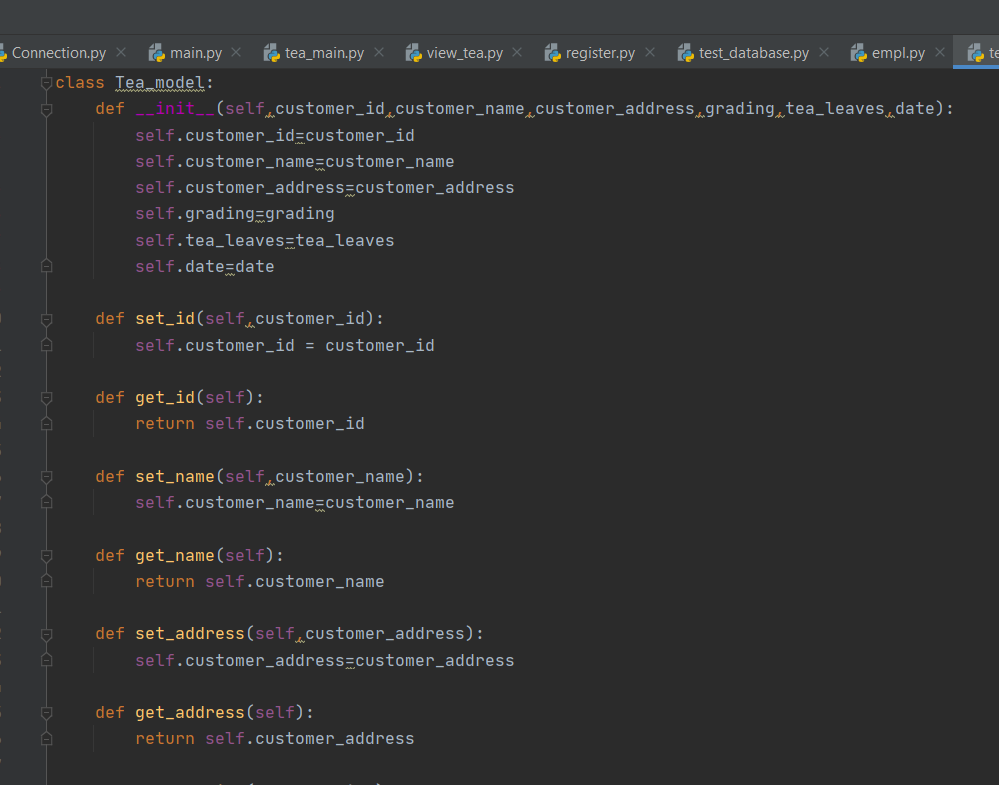 Connection.py main.py tea_main.py view_tea.py register.py test_database.py empl.py te
class Tea_model:
    def __init__(self,customer_id,customer_name,customer_address,grading,tea_leaves,date):
        self.customer_id=customer_id
        self.customer_name=customer_name
        self.customer_address=customer_address
        self.grading=grading
        self.tea_leaves=tea_leaves
        self.date=date
    def set_id(self,customer_id):
        self.customer_id = customer_id
    def get_id(self):
        return self.customer_id
    def set_name(self,customer_name):
        self.customer_name=customer_name
    def get_name(self):
        return self.customer_name
    def set_address(self,customer_address):
        self.customer_address=customer_address
    def get_address(self):
        return self.customer_address